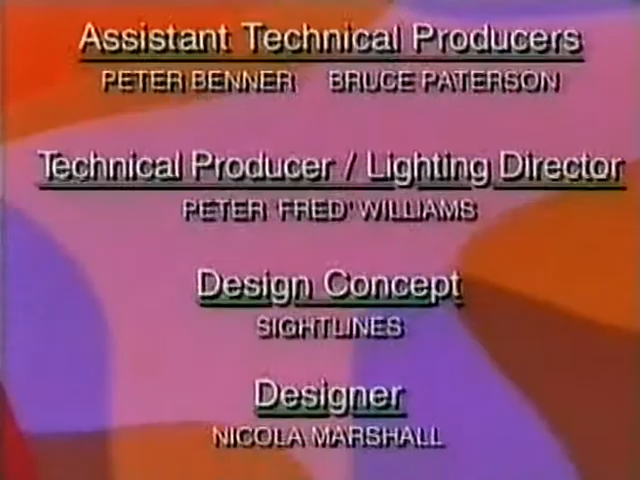 Assistant Technical Producers
PETER BENNER BRUCE PATERSON
Technical Producer / Lighting Director
PETER 'FRED' WILLIAMS
Design Concept
SIGHTLINES
Designer
NICOLA MARSHALL